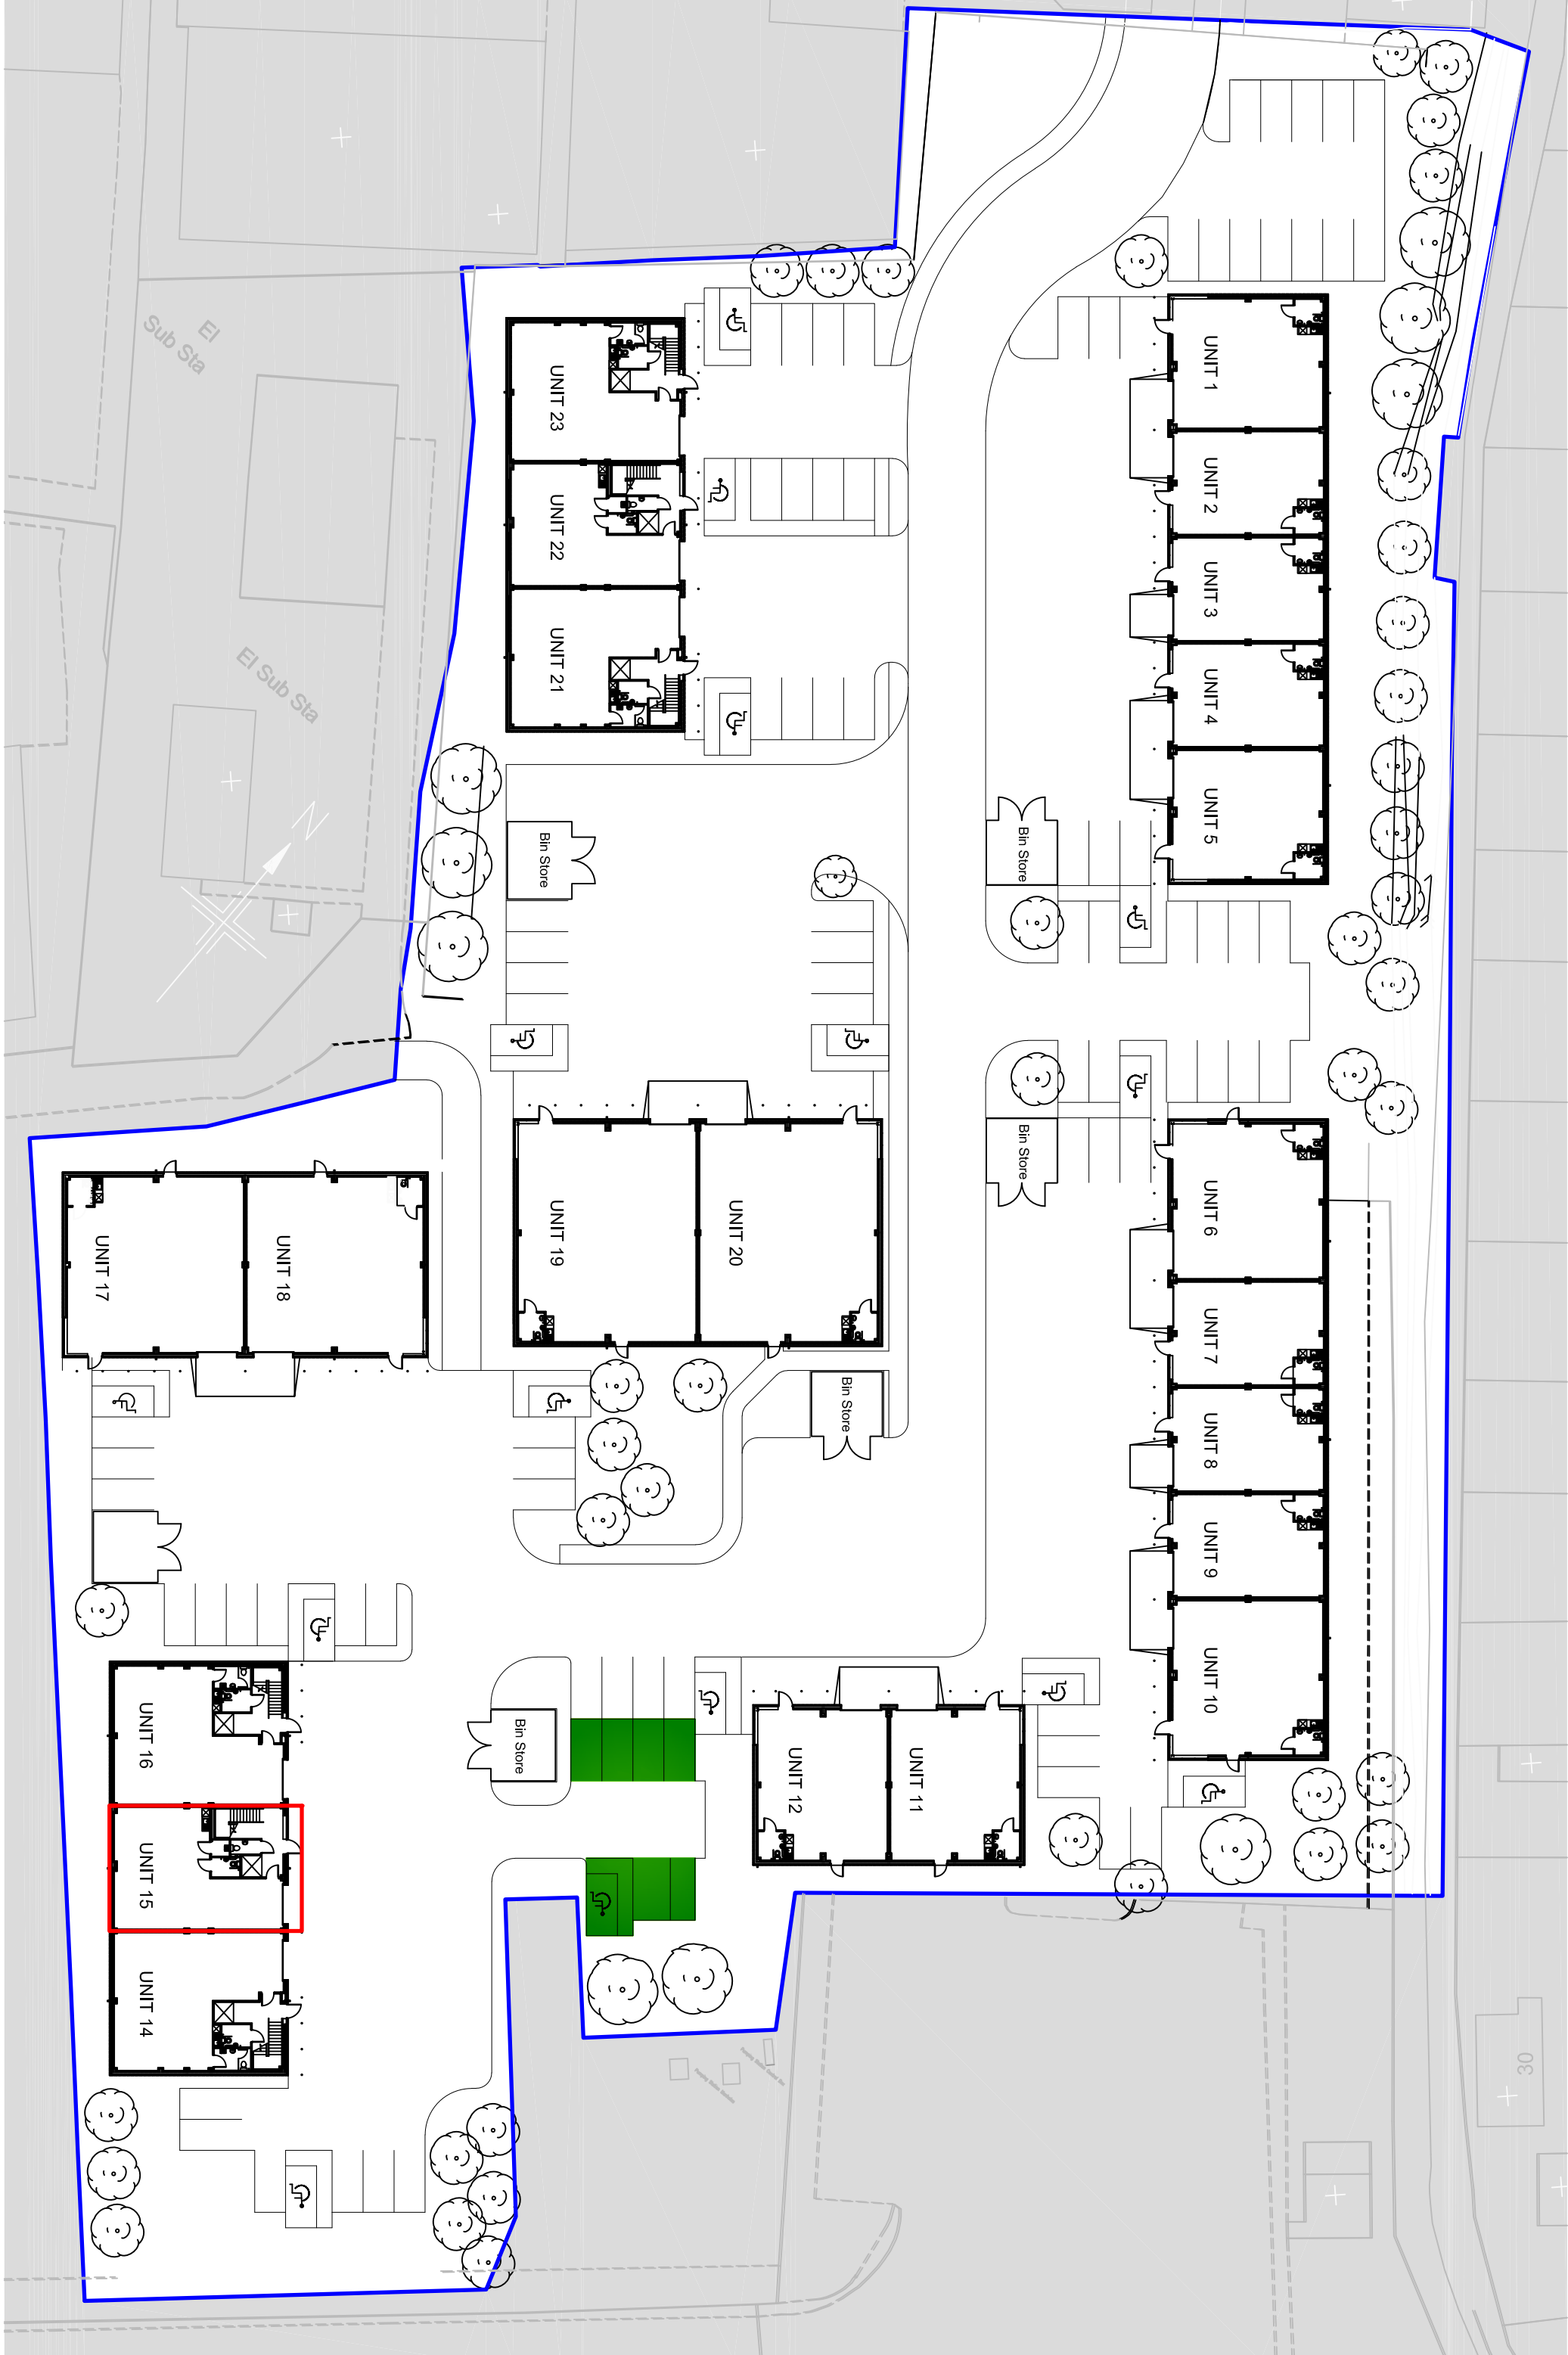 El
Sub Sta
El Sub Sta
N
UNIT 1
UNIT 2
UNIT 3
UNIT 4
UNIT 5
UNIT 23
UNIT 22
UNIT 21
Bin Store
Bin Store
Bin Store
UNIT 6
UNIT 7
UNIT 8
UNIT 9
UNIT 10
UNIT 20
UNIT 19
UNIT 18
UNIT 17
Bin Store
Bin Store
UNIT 11
UNIT 12
UNIT 16
UNIT 15
UNIT 14
30